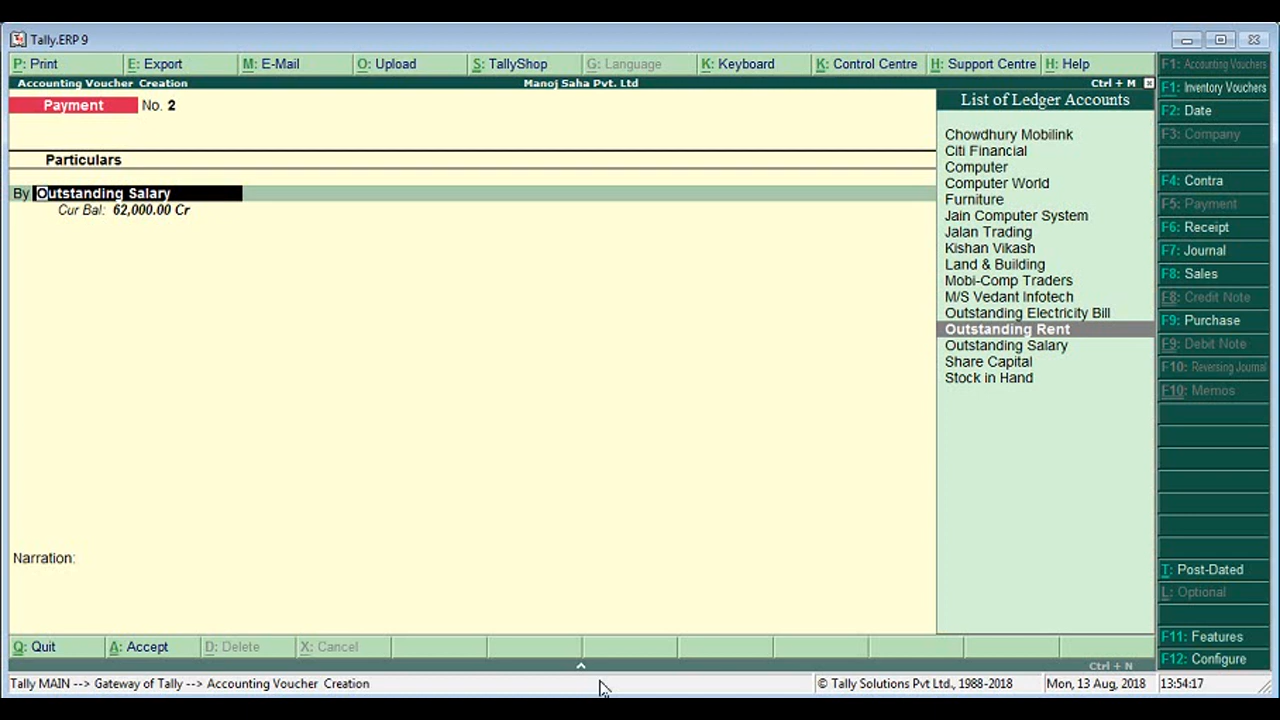 Tally.ERP 9
P: Print E: Export M: E-Mail O: Upload S: TallyShop G: Language K: Keyboard K: Control Centre H: Support Centre H: Help
Accounting Voucher Creation Manoj Saha Pvt. Ltd Ctrl + M
Payment No. 2
Particulars
By Outstanding Salary
Cur Bal: 62,000.00 Cr
Narration:
List of Ledger Accounts
Chowdhury Mobilink
Citi Financial
Computer
Computer World
Furniture
Jain Computer System
Jalan Trading
Kishan Vikash
Land & Building
Mobi-Comp Traders
M/S Vedant Infotech
Outstanding Electricity Bill
Outstanding Rent
Outstanding Salary
Share Capital
Stock in Hand
F1: Accounting Vouchers
F1: Inventory Vouchers
F2: Date
F3: Company
F4: Contra
F5: Payment
F6: Receipt
F7: Journal
F8: Sales
F8: Credit Note
F9: Purchase
F9: Debit Note
F10: Reversing Journal
F10: Memos
T: Post-Dated
L: Optional
F11: Features
F12: Configure
Q: Quit A: Accept D: Delete X: Cancel
Ctrl + N
Tally MAIN --> Gateway of Tally --> Accounting Voucher Creation © Tally Solutions Pvt Ltd., 1988-2018 Mon, 13 Aug, 2018 13:54:17